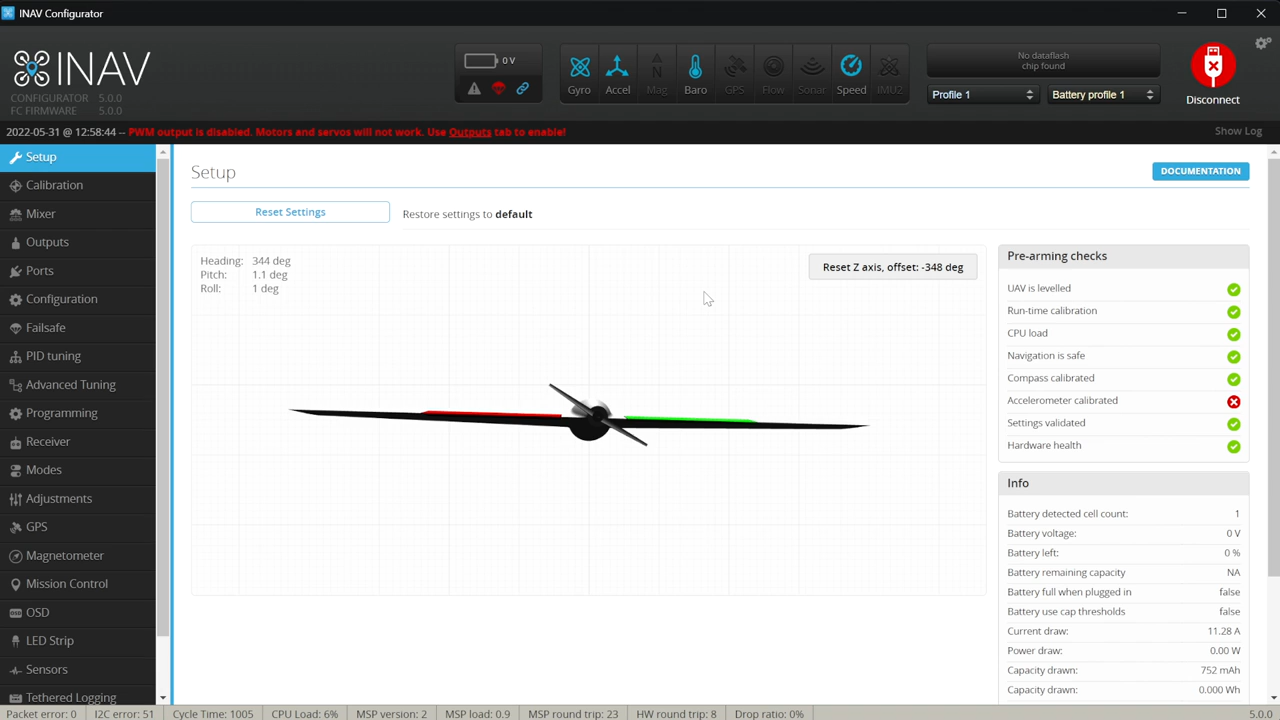 INAV Configurator
INAV
CONFIGURATOR 5.0.0
FC FIRMWARE 5.0.0
0 V
Gyro
Accel
Mag
Baro
GPS
Flow
Sonar
Speed
IMU2
No dataflash
chip found
Profile 1
Battery profile 1
Disconnect
2022-05-31 @ 12:58:44 -- PWM output is disabled. Motors and servos will not work. Use Outputs tab to enable!
Show Log
Setup
Calibration
Mixer
Outputs
Ports
Configuration
Failsafe
PID tuning
Advanced Tuning
Programming
Receiver
Modes
Adjustments
GPS
Magnetometer
Mission Control
OSD
LED Strip
Sensors
Tethered Logging
Setup
DOCUMENTATION
Reset Settings
Restore settings to default
Heading: 344 deg
Pitch: 1.1 deg
Roll: 1 deg
Reset Z axis, offset: -348 deg
Pre-arming checks
UAV is levelled
Run-time calibration
CPU load
Navigation is safe
Compass calibrated
Accelerometer calibrated
Settings validated
Hardware health
Info
Battery detected cell count: 1
Battery voltage: 0 V
Battery left: 0 %
Battery remaining capacity NA
Battery full when plugged in false
Battery use cap thresholds false
Current draw: 11.28 A
Power draw: 0.00 W
Capacity drawn: 752 mAh
Capacity drawn: 0.000 Wh
Packet error: 0
I2C error: 51
Cycle Time: 1005
CPU Load: 6%
MSP version: 2
MSP load: 0.9
MSP round trip: 23
HW round trip: 8
Drop ratio: 0%
5.0.0